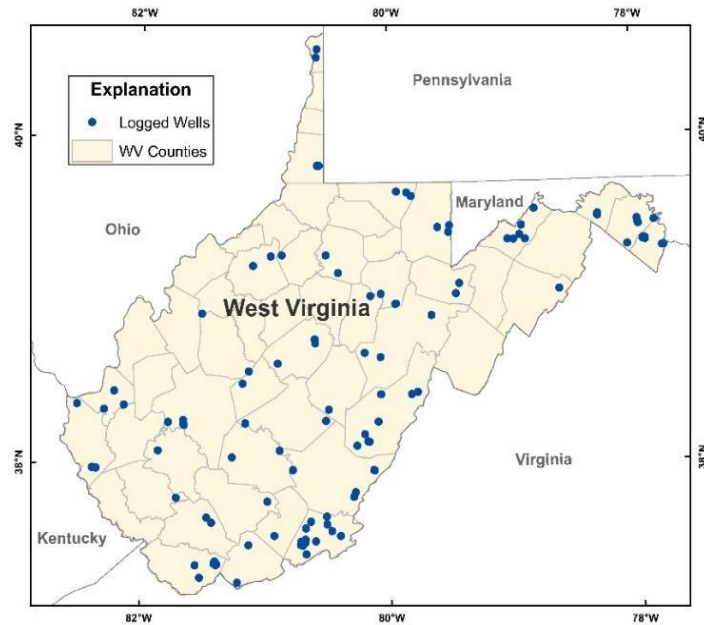 82°W 80°W 78°W
Explanation
Logged Wells
WV Counties
Pennsylvania
40°N 40°N
Maryland
Ohio
West Virginia
38°N 38°N
Virginia
Kentucky
82°W 80°W 78°W